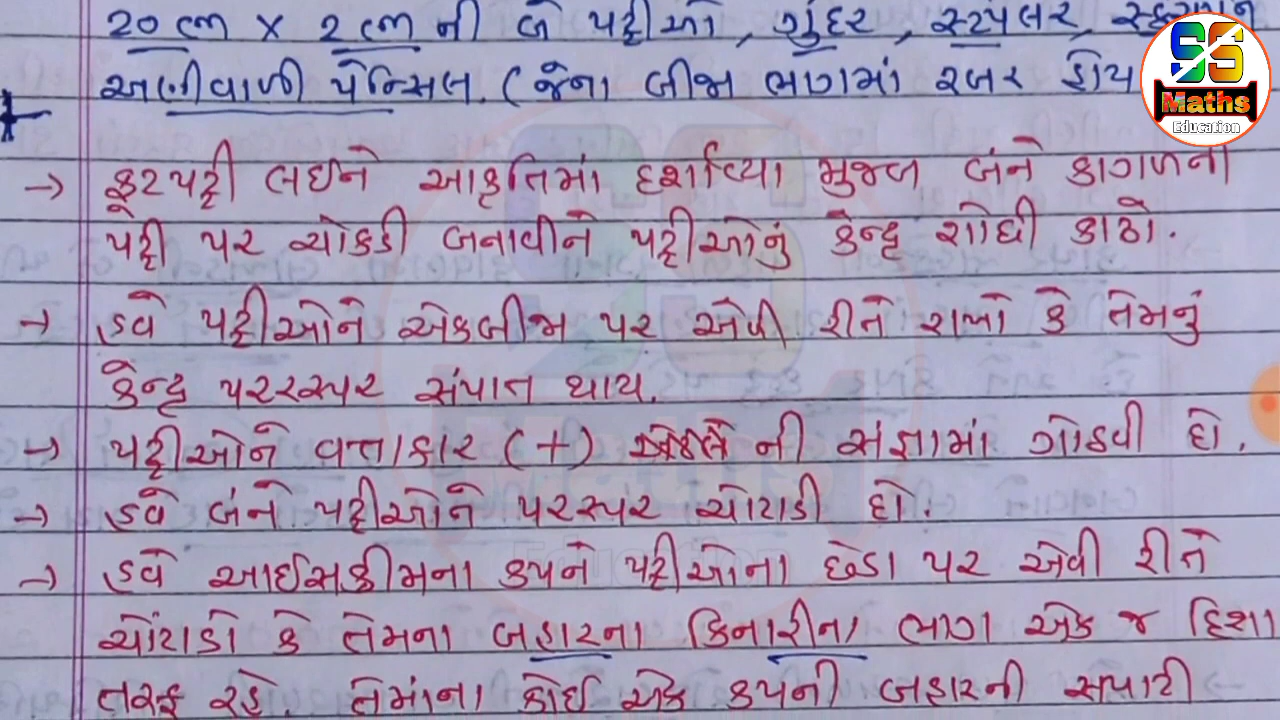 20 cm x 2 cm ની બે પટ્ટીઓ, ગુંદર, સ્ટેપલર,
અણીવાળી પેન્સિલ. (જેના બીજા ભાગમાં રબર હોય
SS
Maths
Education
→ ફૂટપટ્ટી લઈને આકૃતિમાં દર્શાવ્યા મુજબ બંને કાગળની
પટ્ટી પર ચોકડી બનાવીને પટ્ટીઓનું કેન્દ્ર શોધી કાઢો.
→ હવે પટ્ટીઓને એકબીજા પર એવી રીતે રાખો કે તેમનું
કેન્દ્ર પરસ્પર સંપાત થાય.
→ પટ્ટીઓને વત્તાકાર (+) ની સંજ્ઞામાં ગોઠવી દો.
→ હવે બંને પટ્ટીઓને પરસ્પર ચોટાડી દો.
→ હવે આઈસક્રીમના કપને પટ્ટીઓના છેડા પર એવી રીતે
ચોંટાડો કે તેમના બહારના કિનારીના ભાગ એક જ દિશા
તરફ રહે. તેમાંના કોઈ એક કપની બહારની સપાટી